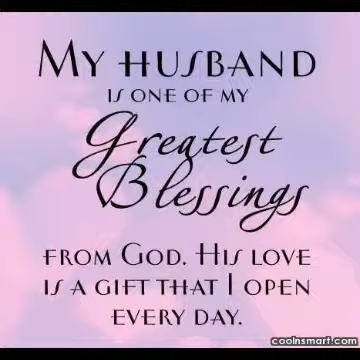 MY HUSBAND
IS ONE OF MY
Greatest
Blessings
FROM GOD. HIS LOVE
IS A GIFT THAT I OPEN
EVERY DAY.
coolnsmart.com